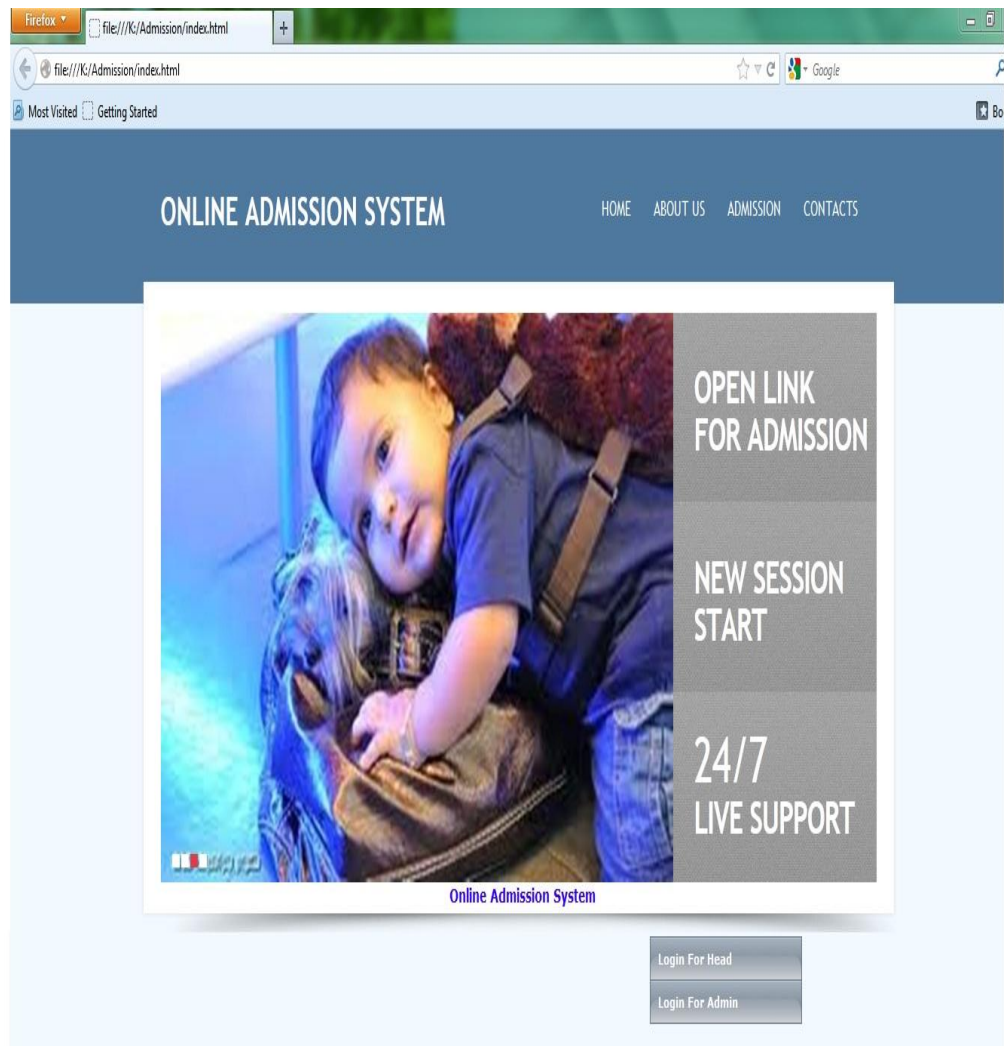 Firefox
file:///K:/Admission/index.html
+
file:///K:/Admission/index.html
Google
Most Visited
Getting Started
Bo
ONLINE ADMISSION SYSTEM
HOME ABOUT US ADMISSION CONTACTS
OPEN LINK
FOR ADMISSION
NEW SESSION
START
24/7
LIVE SUPPORT
Online Admission System
Login For Head
Login For Admin